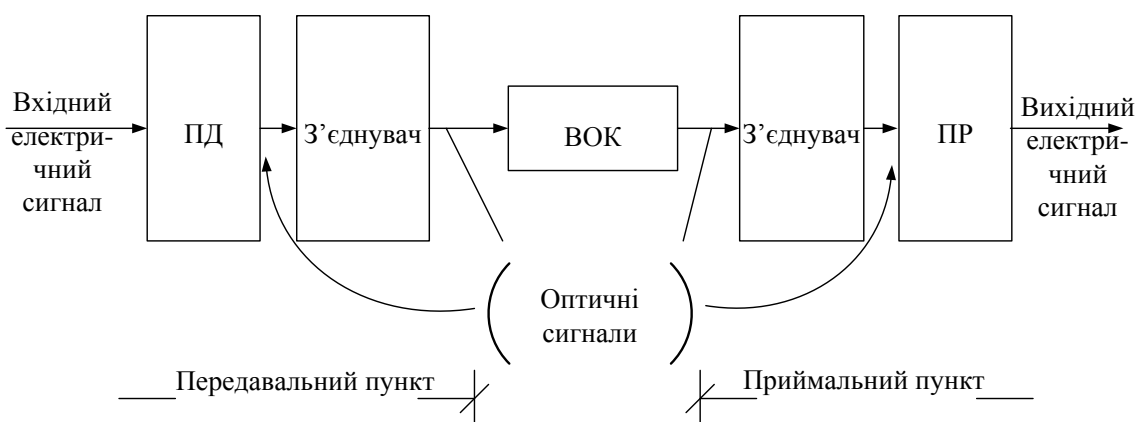 Вхідний
електри-
чний
сигнал
ПД
З’єднувач
ВОК
З’єднувач
ПР
Вихідний
електри-
чний
сигнал
Оптичні
сигнали
Передавальний пункт
Приймальний пункт